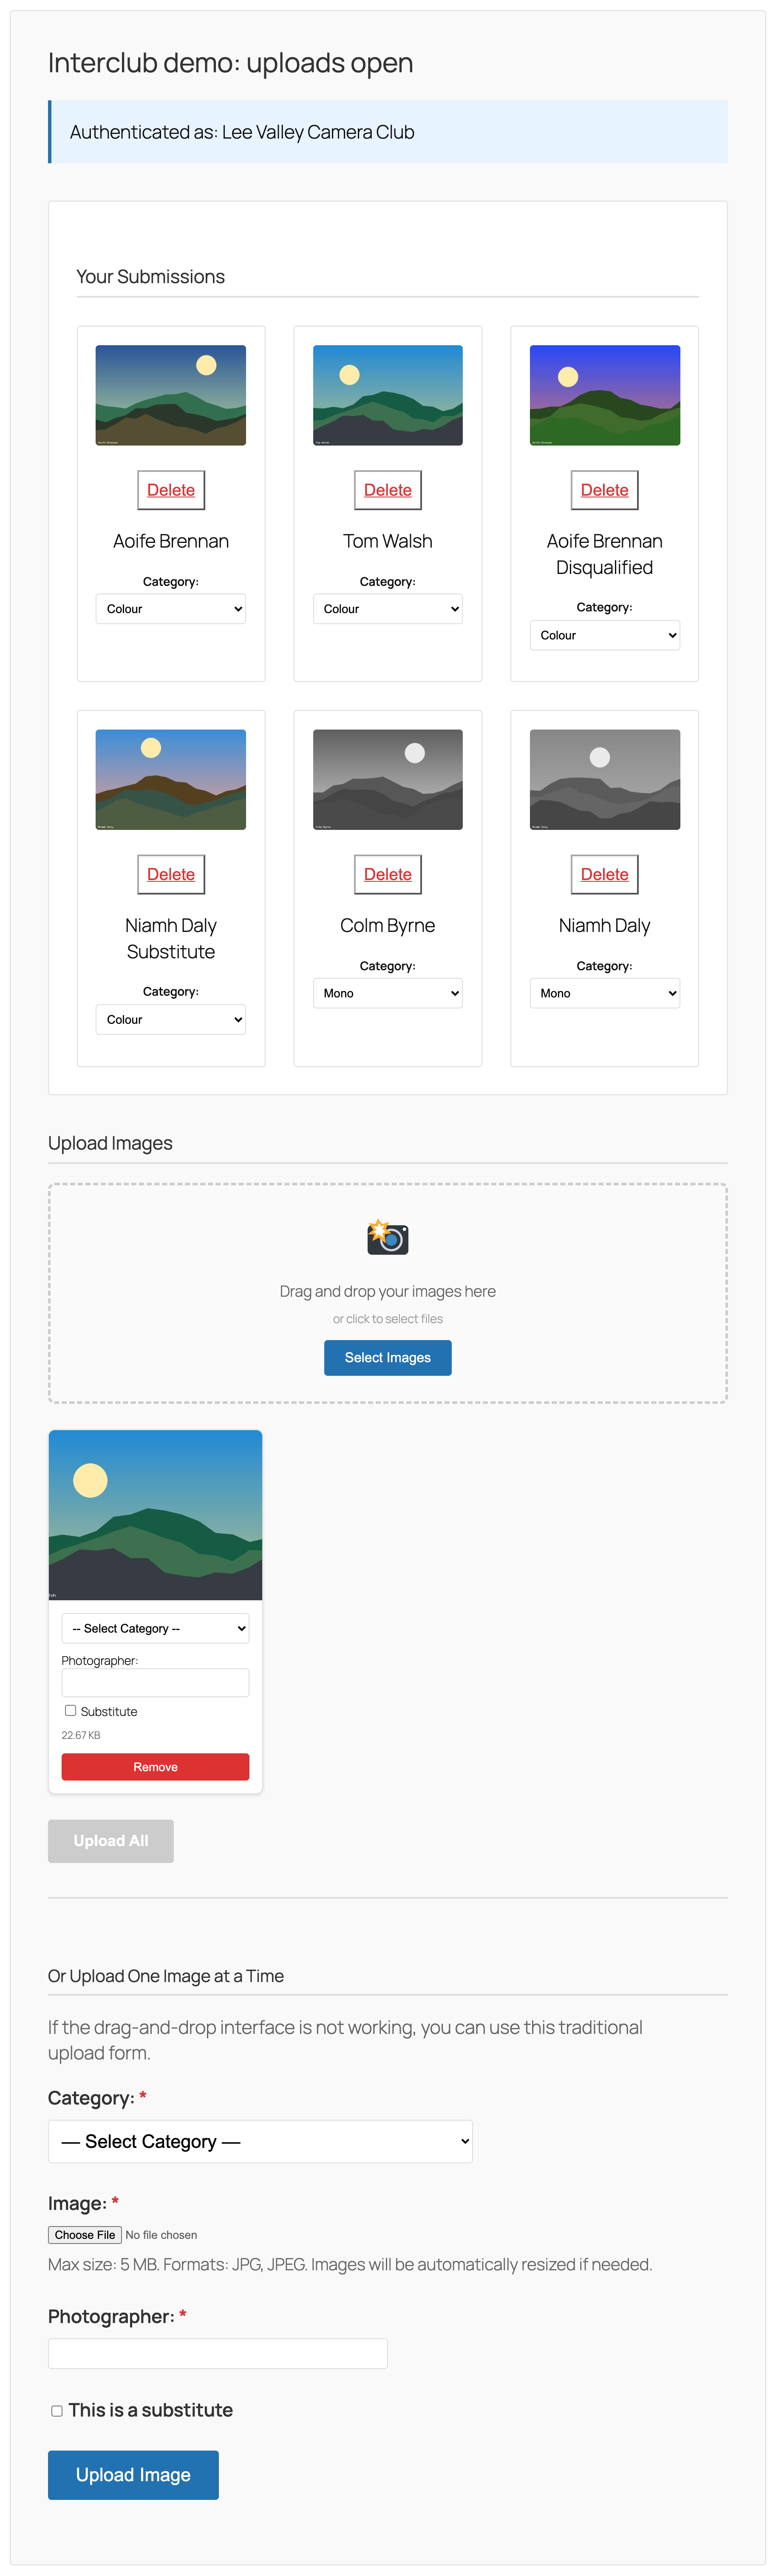 Interclub demo: uploads open
Authenticated as: Lee Valley Camera Club
Your Submissions
Delete
Aoife Brennan
Category:
Colour
Delete
Tom Walsh
Category:
Colour
Delete
Aoife Brennan
Disqualified
Category:
Colour
Delete
Niamh Daly
Substitute
Category:
Colour
Delete
Colm Byrne
Category:
Mono
Delete
Niamh Daly
Category:
Mono
Upload Images
Drag and drop your images here
or click to select files
Select Images
-- Select Category --
Photographer:
Substitute
22.67 KB
Remove
Upload All
Or Upload One Image at a Time
If the drag-and-drop interface is not working, you can use this traditional
upload form.
Category: *
— Select Category —
Image: *
Choose File No file chosen
Max size: 5 MB. Formats: JPG, JPEG. Images will be automatically resized if needed.
Photographer: *
This is a substitute
Upload Image